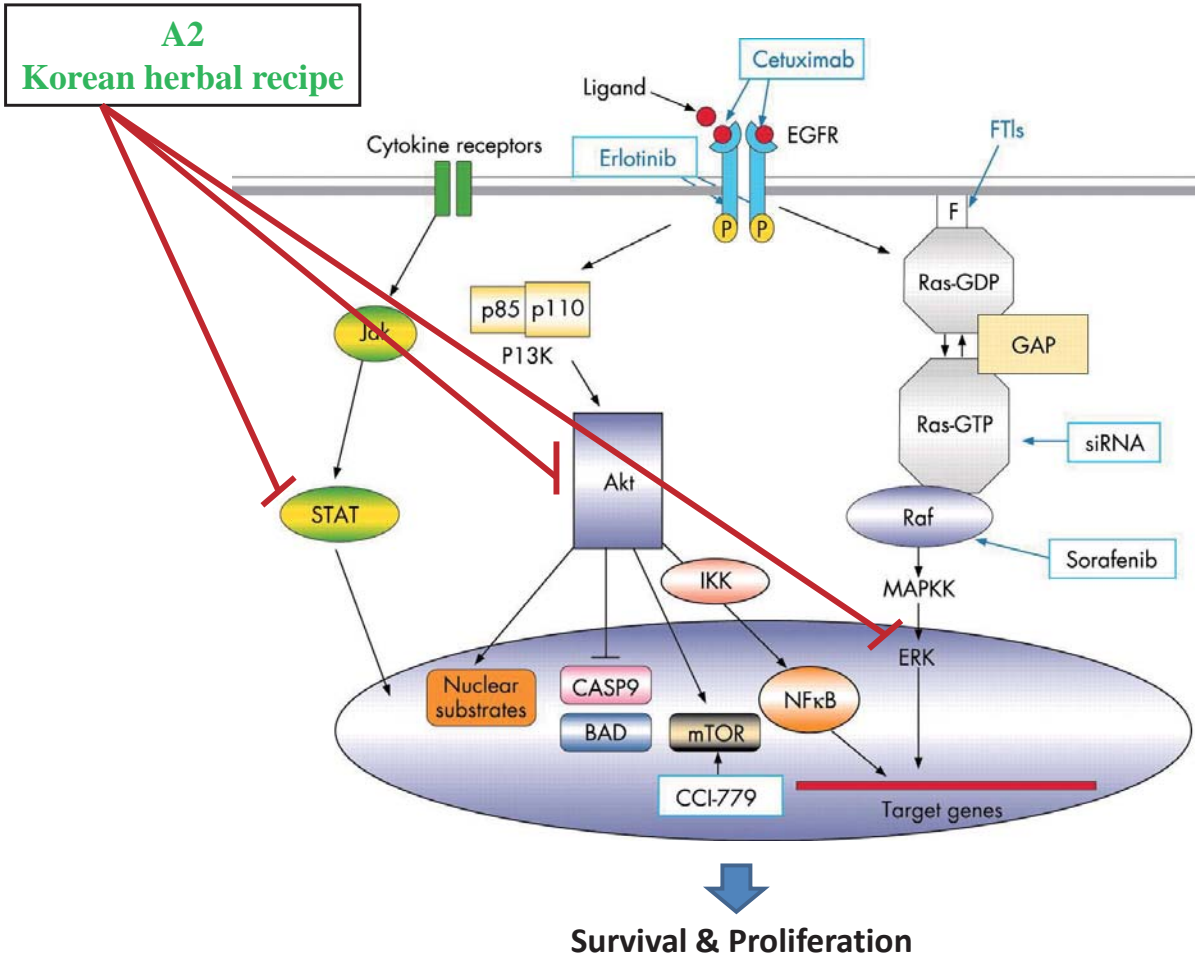 A2
Korean herbal recipe
Cetuximab
Ligand
EGFR
FTIs
Cytokine receptors
Erlotinib
F
P
P
Ras-GDP
p85
p110
Jak
GAP
P13K
Ras-GTP
siRNA
Akt
STAT
Raf
Sorafenib
IKK
MAPKK
ERK
Nuclear
substrates
CASP9
NFκB
BAD
mTOR
CCI-779
Target genes
Survival & Proliferation